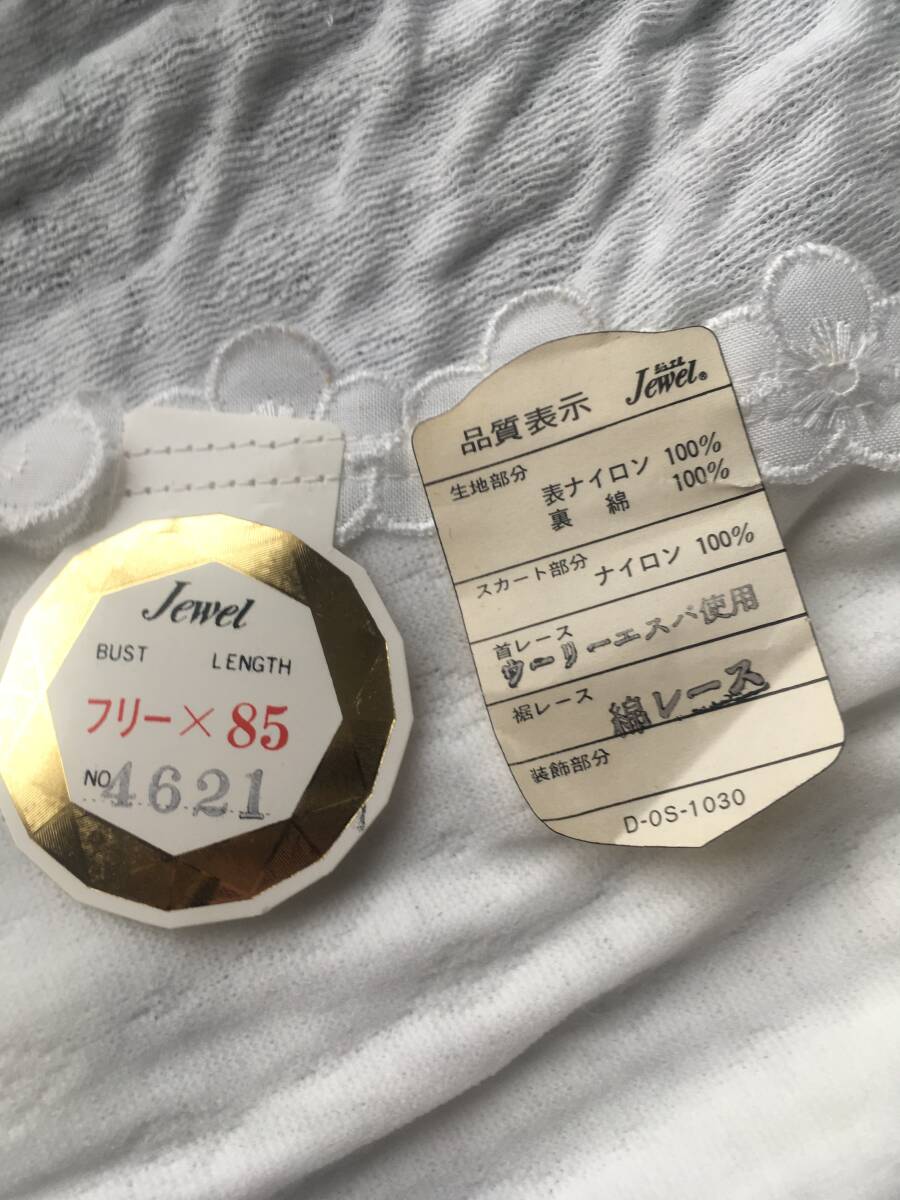 Jewel
BUST LENGTH
フリー×85
NO 4621
Jewel®
品質表示
生地部分 表ナイロン 100%
裏 綿 100%
スカート部分 ナイロン 100%
首レース
ウーリーエスパ使用
裾レース 綿レース
装飾部分
D-OS-1030